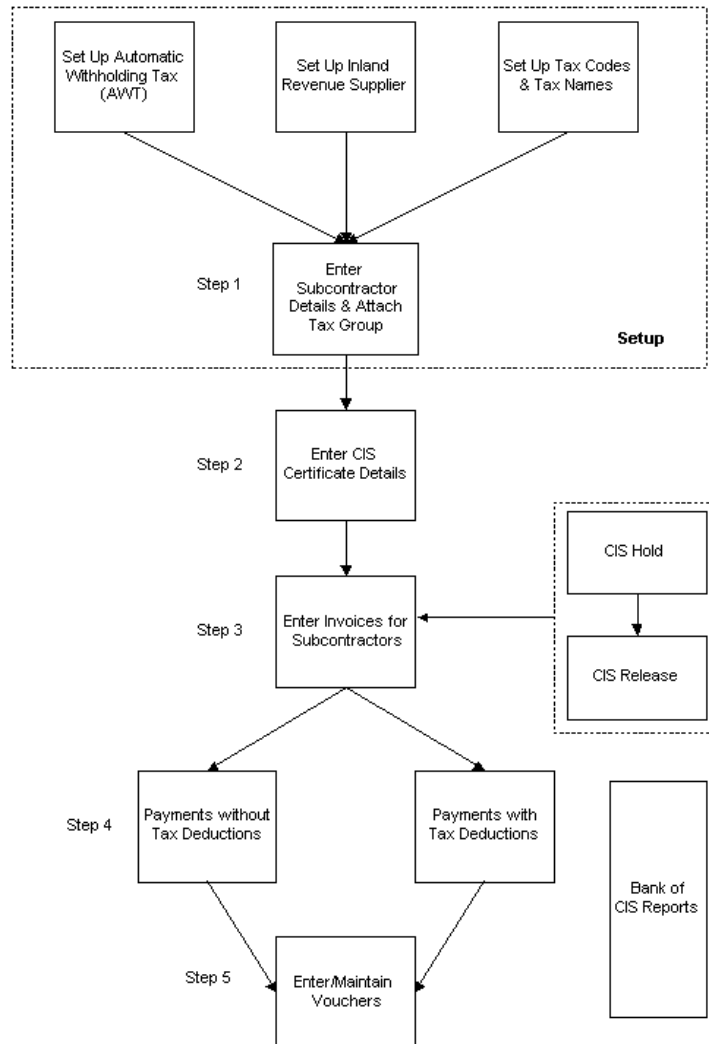 Set Up Automatic
Withholding Tax
(AWT)
Set Up Inland
Revenue Supplier
Set Up Tax Codes
& Tax Names
Step 1
Enter
Subcontractor
Details & Attach
Tax Group
Setup
Step 2
Enter CIS
Certificate Details
CIS Hold
Step 3
Enter Invoices for
Subcontractors
CIS Release
Step 4
Payments without
Tax Deductions
Payments with
Tax Deductions
Bank of
CIS Reports
Step 5
Enter/Maintain
Vouchers